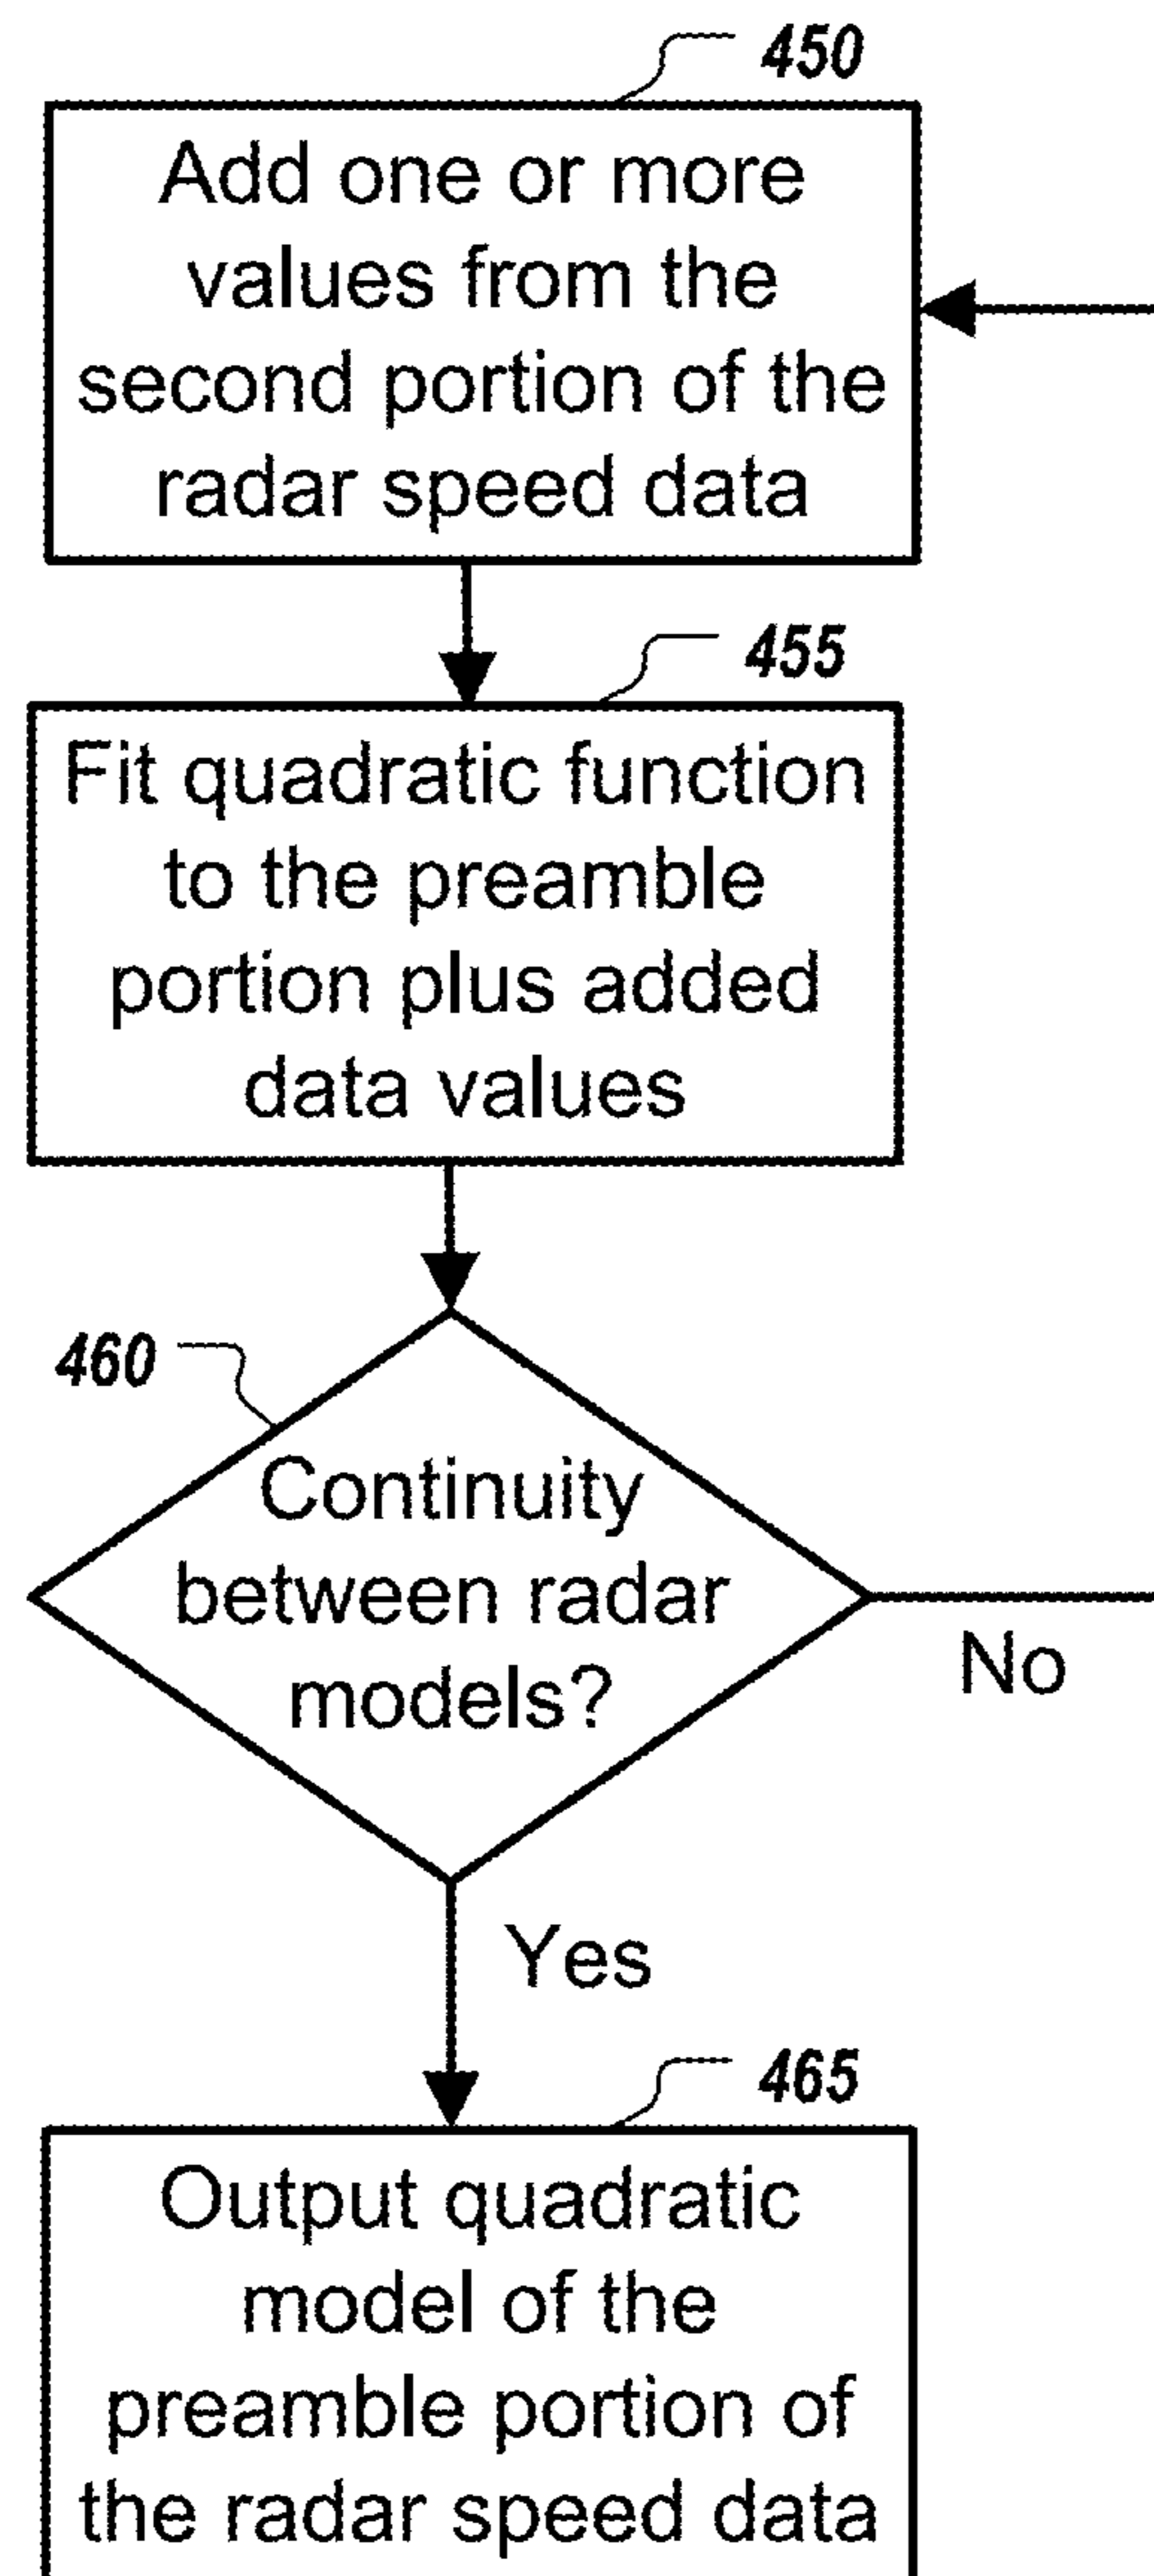 450
Add one or more
values from the
second portion of the
radar speed data
455
Fit quadratic function
to the preamble
portion plus added
data values
460
Continuity
between radar
models?
No
Yes
465
Output quadratic
model of the
preamble portion of
the radar speed data